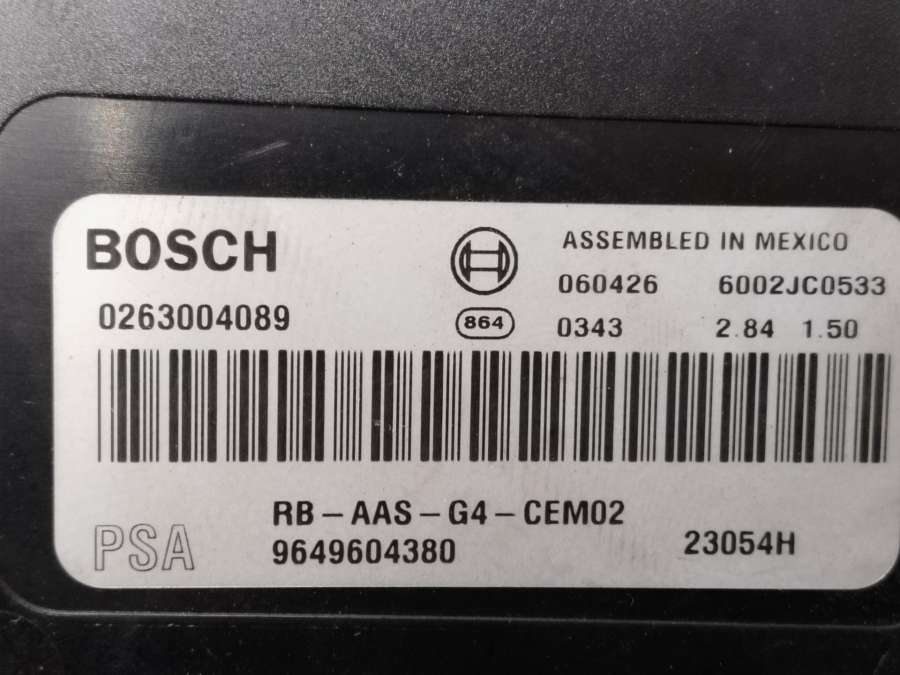 BOSCH
ASSEMBLED IN MEXICO
060426 6002JC0533
0263004089
864
0343 2.84 1.50
RB-AAS-G4-CEM02
PSA
9649604380
23054H